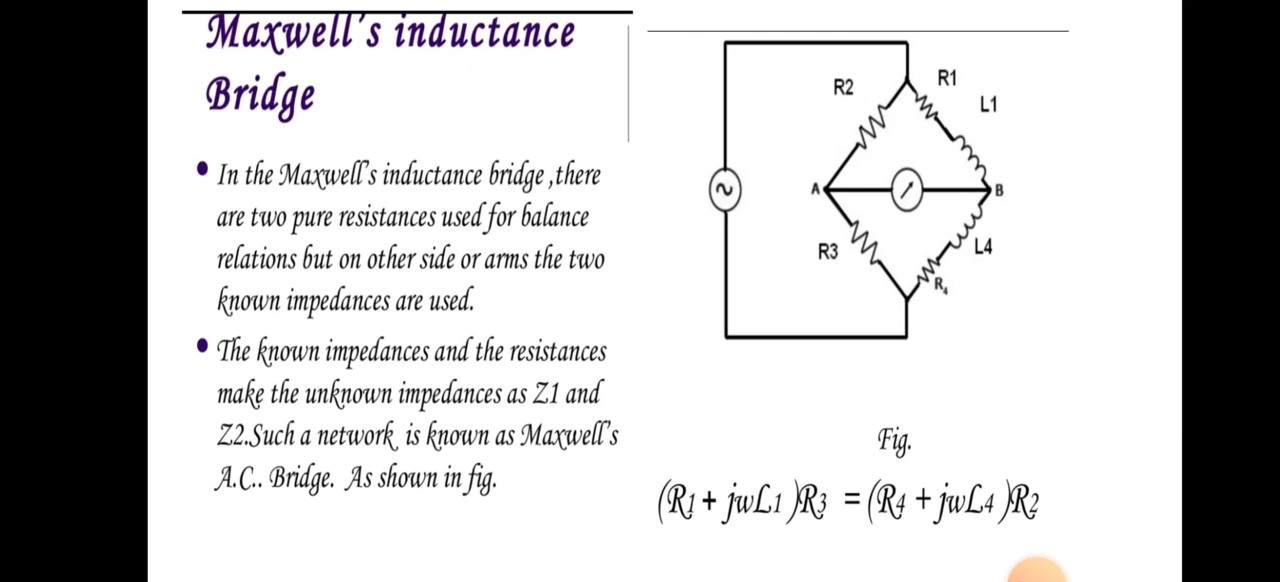 Maxwell's inductance
Bridge
• In the Maxwell's inductance bridge ,there
are two pure resistances used for balance
relations but on other side or arms the two
known impedances are used.
• The known impedances and the resistances
make the unknown impedances as Z1 and
Z2.Such a network is known as Maxwell's
A.C.. Bridge. As shown in fig.
R2
R1
L1
A
B
R3
L4
R4
Fig.
(R1 + jwL1 )R3 = (R4 + jwL4 )R2